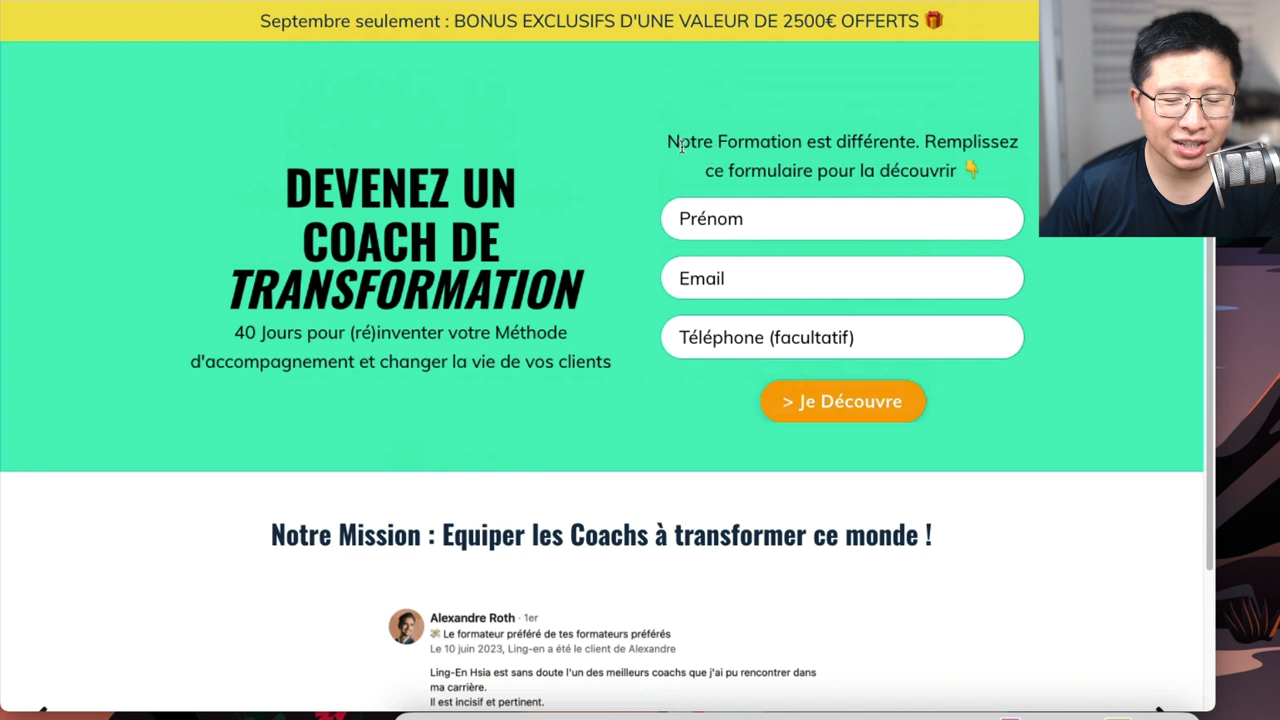 Septembre seulement : BONUS EXCLUSIFS D'UNE VALEUR DE 2500€ OFFERTS 🎁
DEVENEZ UN
COACH DE
TRANSFORMATION
40 Jours pour (ré)inventer votre Méthode
d'accompagnement et changer la vie de vos clients
Notre Formation est différente. Remplissez
ce formulaire pour la découvrir 👇
Prénom
Email
Téléphone (facultatif)
> Je Découvre
Notre Mission : Equiper les Coachs à transformer ce monde !
Alexandre Roth · 1er
Le formateur préféré de tes formateurs préférés
Le 10 juin 2023, Ling-en a été le client de Alexandre
Ling-En Hsia est sans doute l'un des meilleurs coachs que j'ai pu rencontrer dans
ma carrière.
Il est incisif et pertinent.